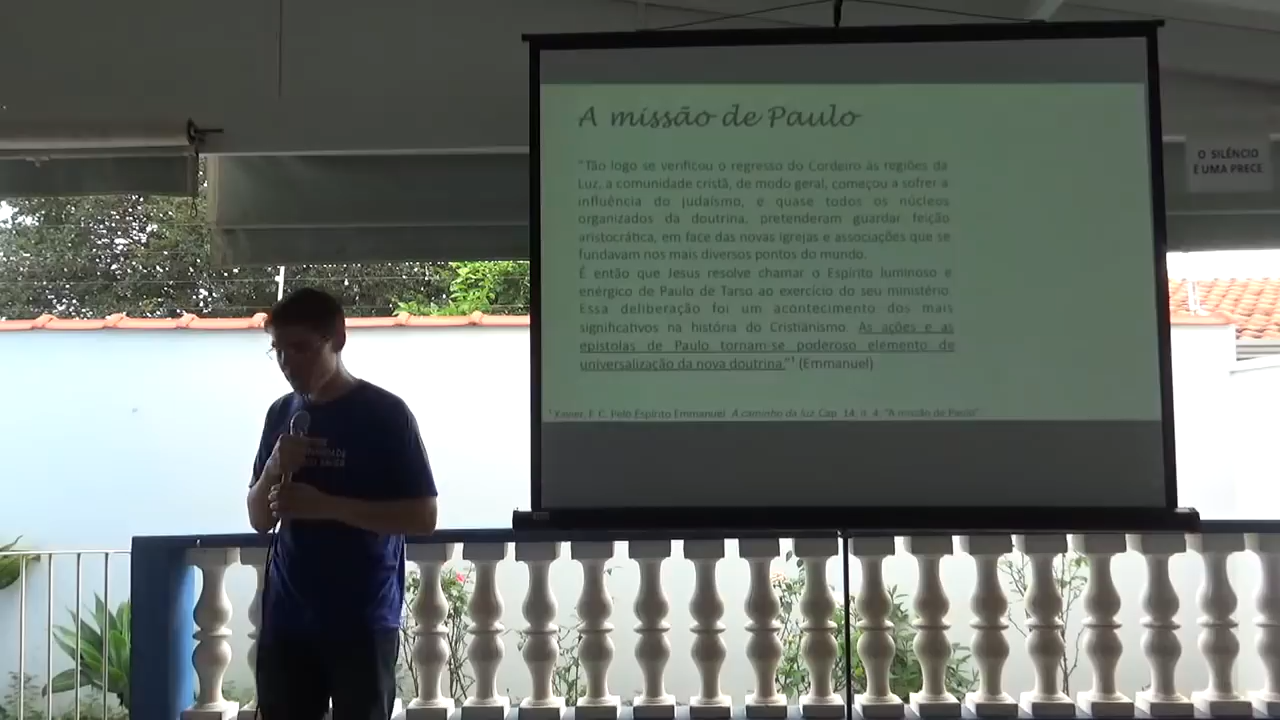 A missão de Paulo
"Tão logo se verificou o regresso do Cordeiro às regiões da
Luz, a comunidade cristã, de modo geral, começou a sofrer a
influência do judaísmo, e quase todos os núcleos
organizados da doutrina, pretenderam guardar feição
aristocrática, em face das novas igrejas e associações que se
fundavam nos mais diversos pontos do mundo.
É então que Jesus resolve chamar o Espírito luminoso e
enérgico de Paulo de Tarso ao exercício do seu ministério.
Essa deliberação foi um acontecimento dos mais
significativos na história do Cristianismo. As ações e as
epístolas de Paulo tornam-se poderoso elemento de
universalização da nova doutrina."¹ (Emmanuel)
¹ Xavier, F. C. Pelo Espírito Emmanuel. A caminho da luz. Cap. 14, it. 4: "A missão de Paulo"
O SILÊNCIO
É UMA PRECE